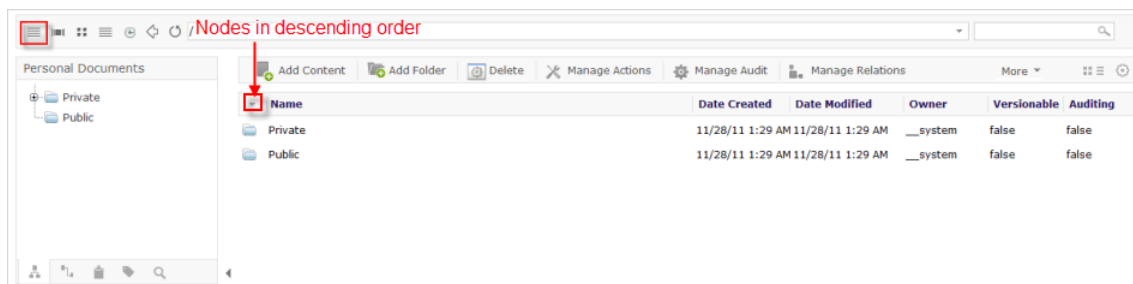 / Nodes in descending order
Personal Documents
Add Content Add Folder Delete Manage Actions Manage Audit Manage Relations More
Private
Public
Name Date Created Date Modified Owner Versionable Auditing
Private 11/28/11 1:29 AM 11/28/11 1:29 AM __system false false
Public 11/28/11 1:29 AM 11/28/11 1:29 AM __system false false